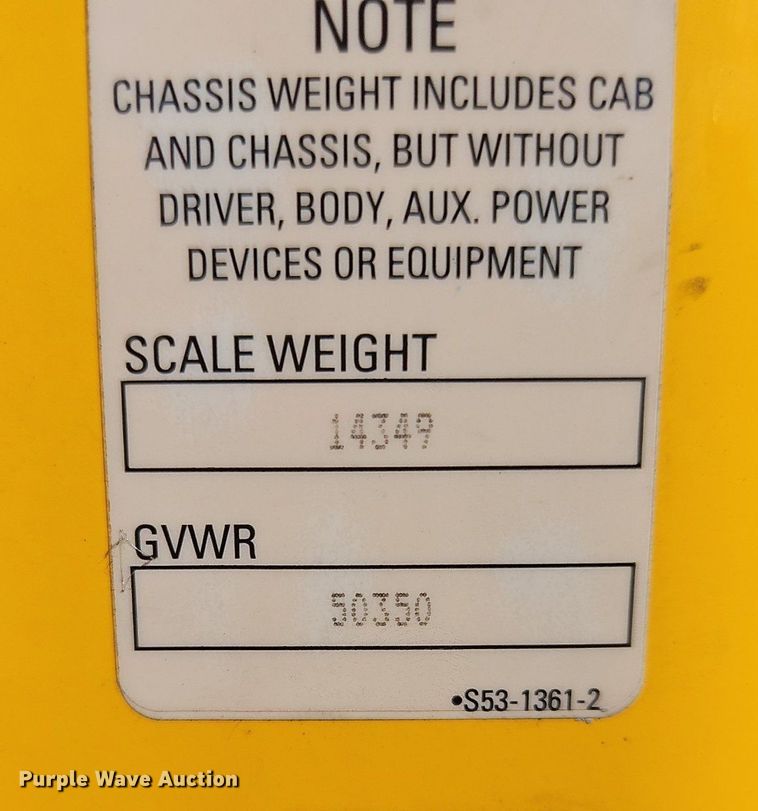 NOTE
CHASSIS WEIGHT INCLUDES CAB
AND CHASSIS, BUT WITHOUT
DRIVER, BODY, AUX. POWER
DEVICES OR EQUIPMENT
SCALE WEIGHT
14349
GVWR
50350
•S53-1361-2
Purple Wave Auction